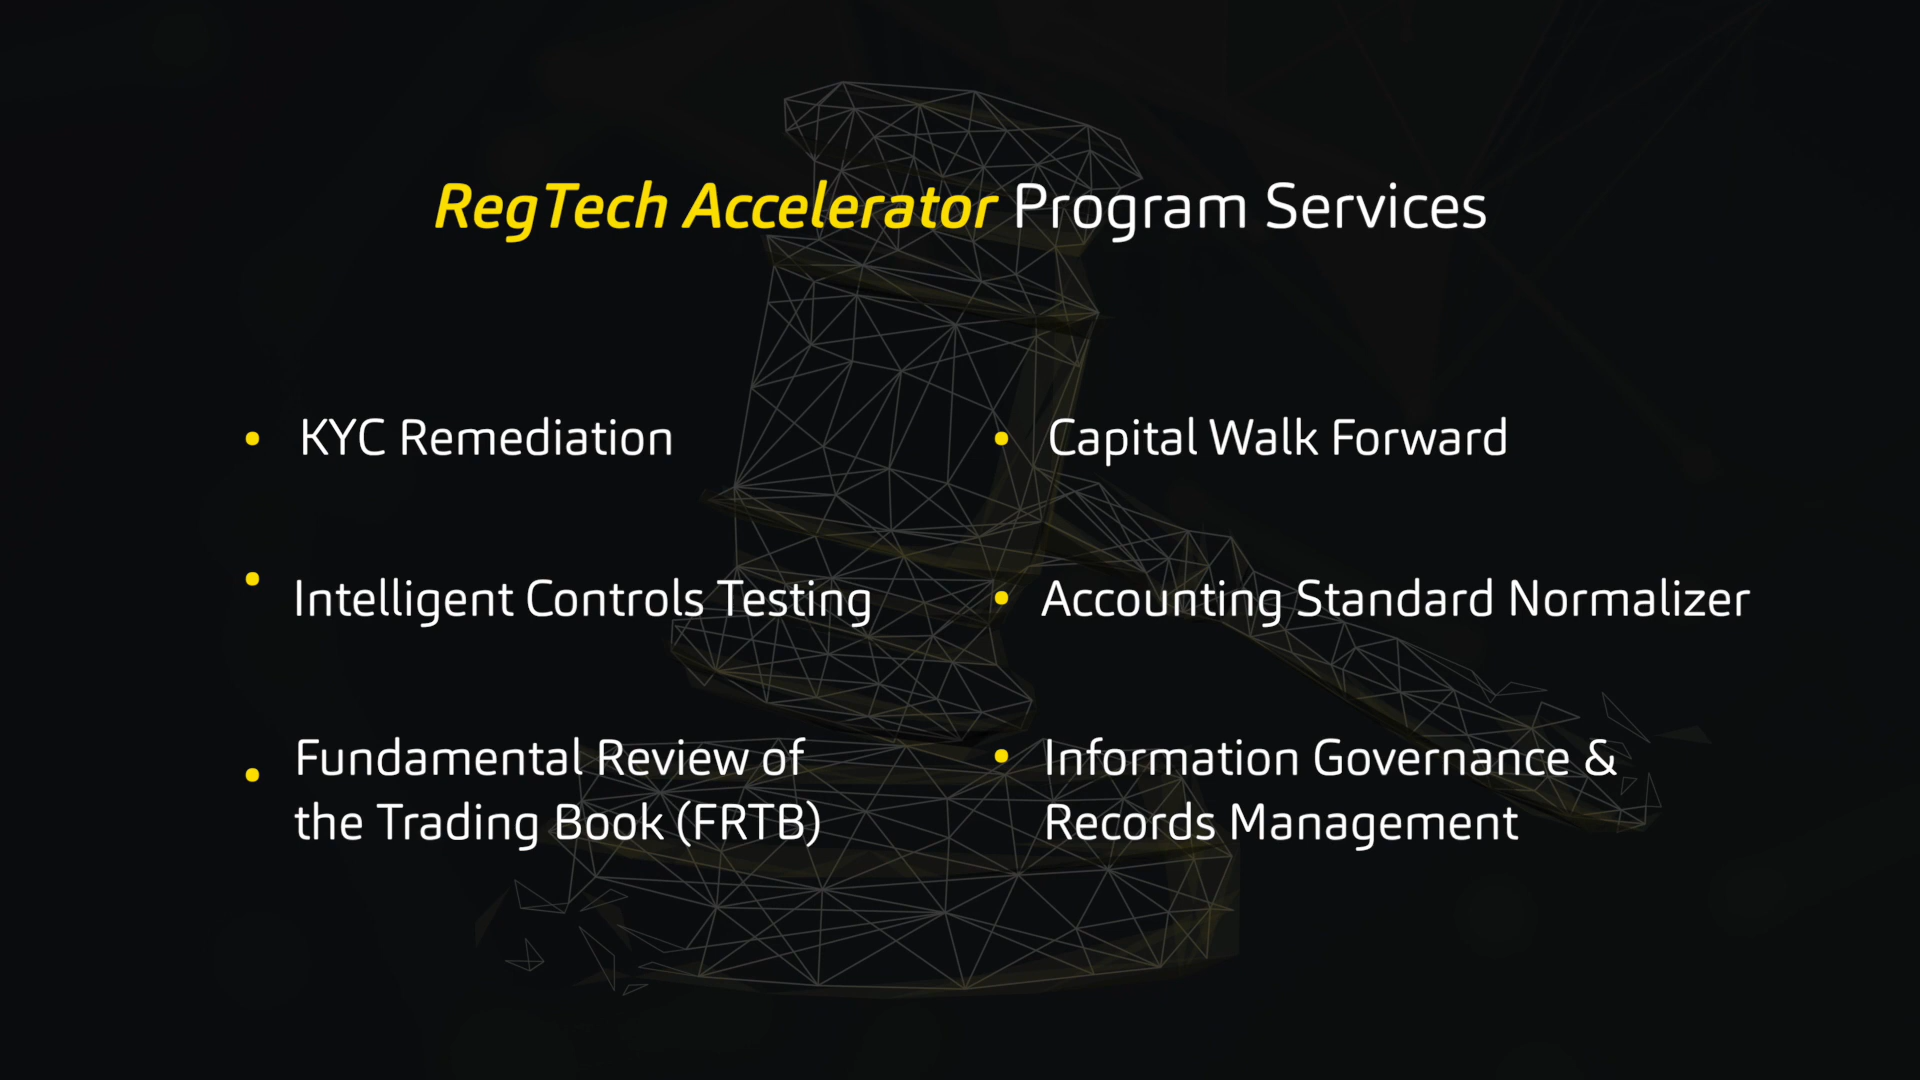 RegTech Accelerator Program Services
• KYC Remediation
• Intelligent Controls Testing
• Fundamental Review of
the Trading Book (FRTB)
• Capital Walk Forward
• Accounting Standard Normalizer
• Information Governance &
Records Management